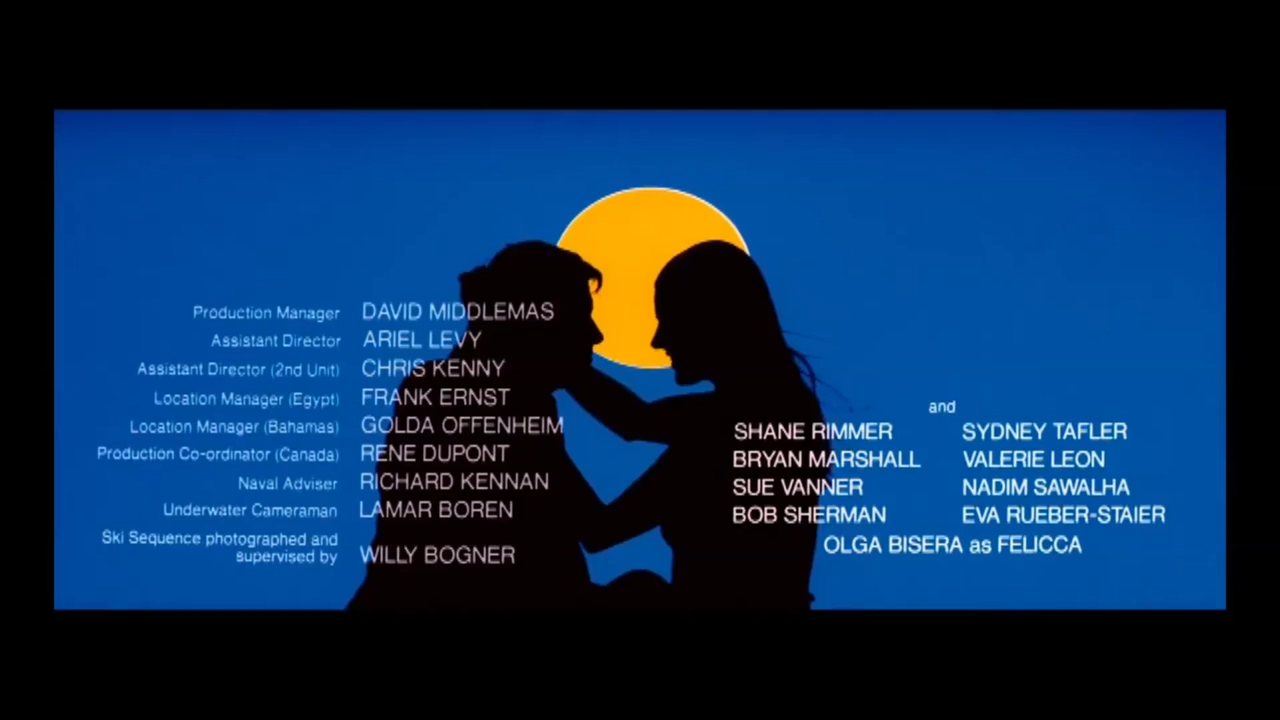 Production Manager DAVID MIDDLEMAS
Assistant Director ARIEL LEVY
Assistant Director (2nd Unit) CHRIS KENNY
Location Manager (Egypt) FRANK ERNST
Location Manager (Bahamas) GOLDA OFFENHEIM
Production Co-ordinator (Canada) RENE DUPONT
Naval Adviser RICHARD KENNAN
Underwater Cameraman LAMAR BOREN
Ski Sequence photographed and
supervised by WILLY BOGNER
and
SHANE RIMMER SYDNEY TAFLER
BRYAN MARSHALL VALERIE LEON
SUE VANNER NADIM SAWALHA
BOB SHERMAN EVA RUEBER-STAIER
OLGA BISERA as FELICCA